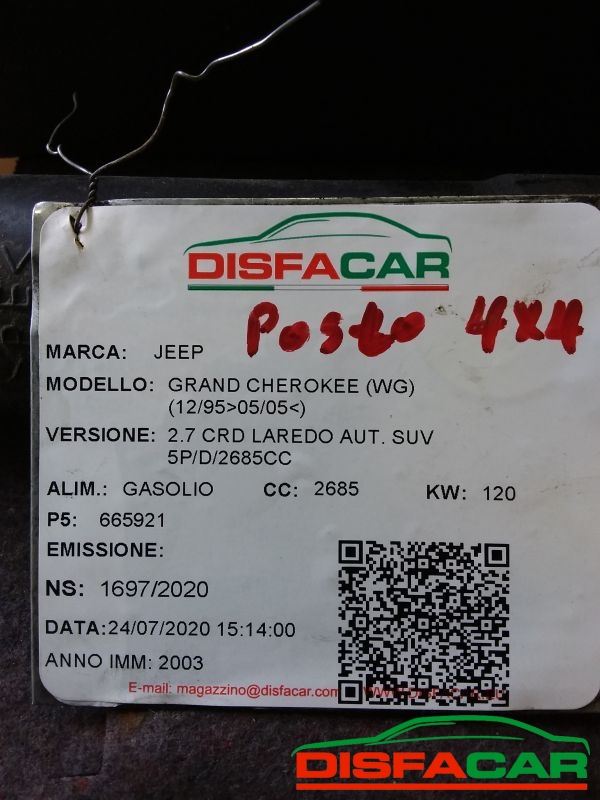 DISFACAR
Posto 4x4
MARCA: JEEP
MODELLO: GRAND CHEROKEE (WG)
(12/95>05/05<)
VERSIONE: 2.7 CRD LAREDO AUT. SUV
5P/D/2685CC
ALIM.: GASOLIO CC: 2685 KW: 120
P5: 665921
EMISSIONE:
NS: 1697/2020
DATA:24/07/2020 15:14:00
ANNO IMM: 2003
E-mail: magazzino@disfacar.com
DISFACAR